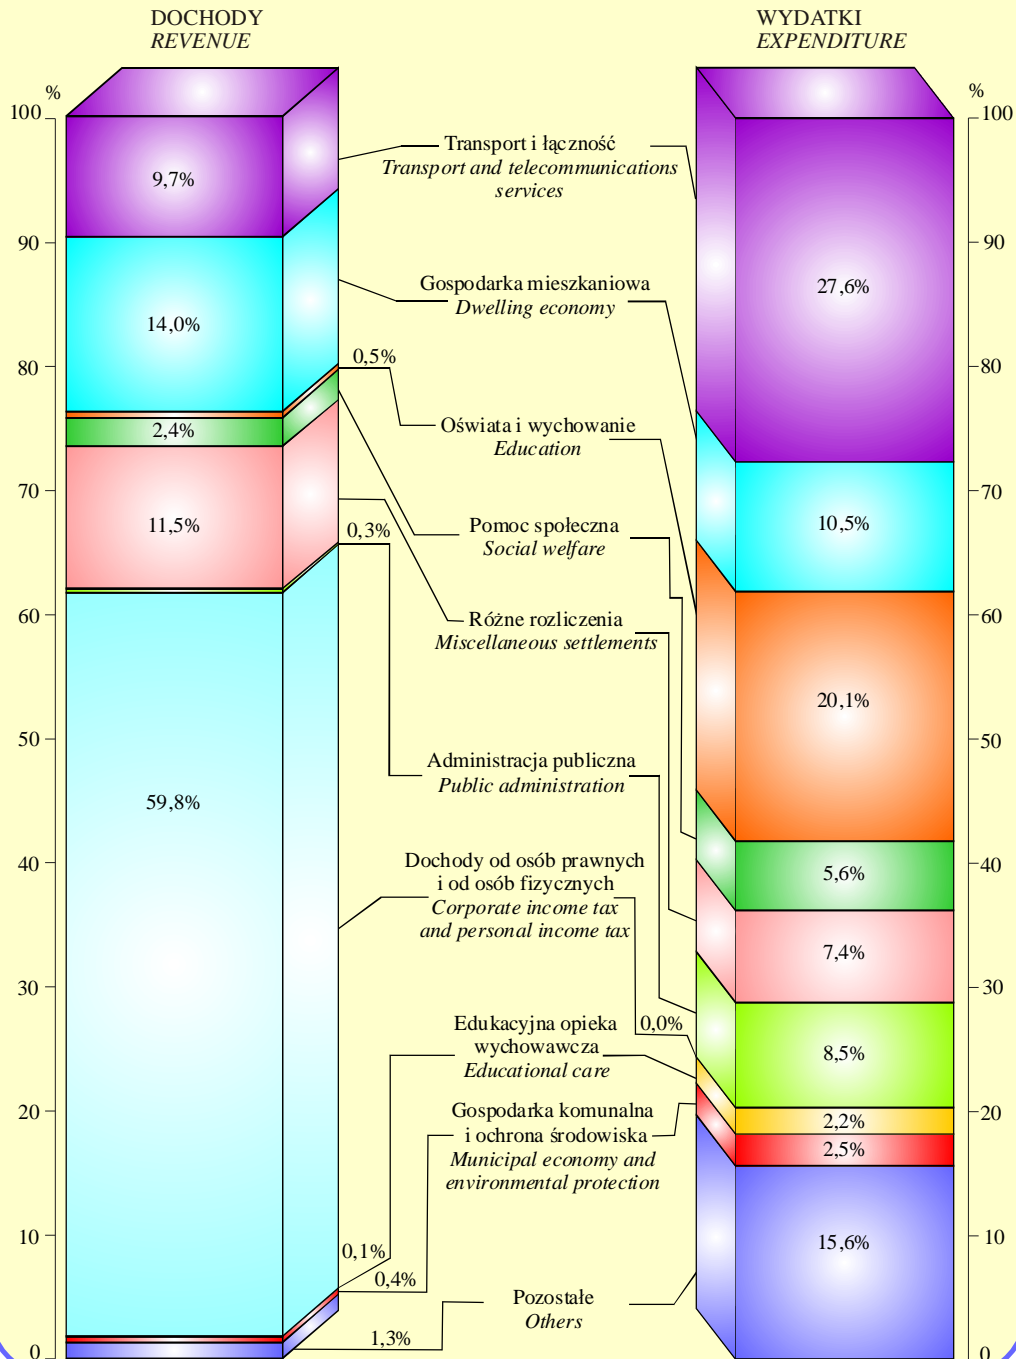 DOCHODY
REVENUE
WYDATKI
EXPENDITURE
%
100
90
80
70
60
50
40
30
20
10
0
9,7%
14,0%
0,5%
2,4%
11,5%
0,3%
59,8%
0,1%
0,4%
1,3%
Transport i łączność
Transport and telecommunications
services
Gospodarka mieszkaniowa
Dwelling economy
Oświata i wychowanie
Education
Pomoc społeczna
Social welfare
Różne rozliczenia
Miscellaneous settlements
Administracja publiczna
Public administration
Dochody od osób prawnych
i od osób fizycznych
Corporate income tax
and personal income tax
Edukacyjna opieka
wychowawcza
Educational care
Gospodarka komunalna
i ochrona środowiska
Municipal economy and
environmental protection
Pozostałe
Others
27,6%
10,5%
20,1%
5,6%
7,4%
8,5%
0,0%
2,2%
2,5%
15,6%
%
100
90
80
70
60
50
40
30
20
10
0